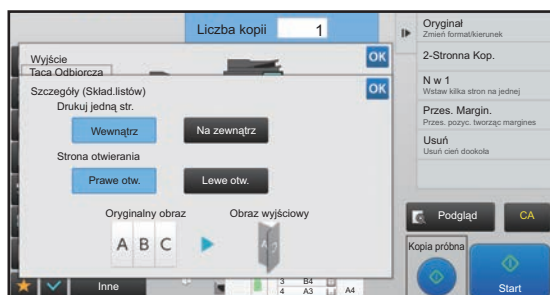 Liczba kopii 1
Wyjście OK
Taca Odbiorcza
Szczegóły (Skład.listów) OK
Drukuj jedną str.
Wewnątrz Na zewnątrz
Strona otwierania
Prawe otw. Lewe otw.
Oryginalny obraz Obraz wyjściowy
A B C
Inne
3 B4
4 A3 A4
Oryginał
Zmień format/kierunek
2-Stronna Kop.
N w 1
Wstaw kilka stron na jednej
Przes. Margin.
Przes. pozyc. tworząc margines
Usuń
Usuń cień dookoła
Podgląd CA
Kopia próbna
Start